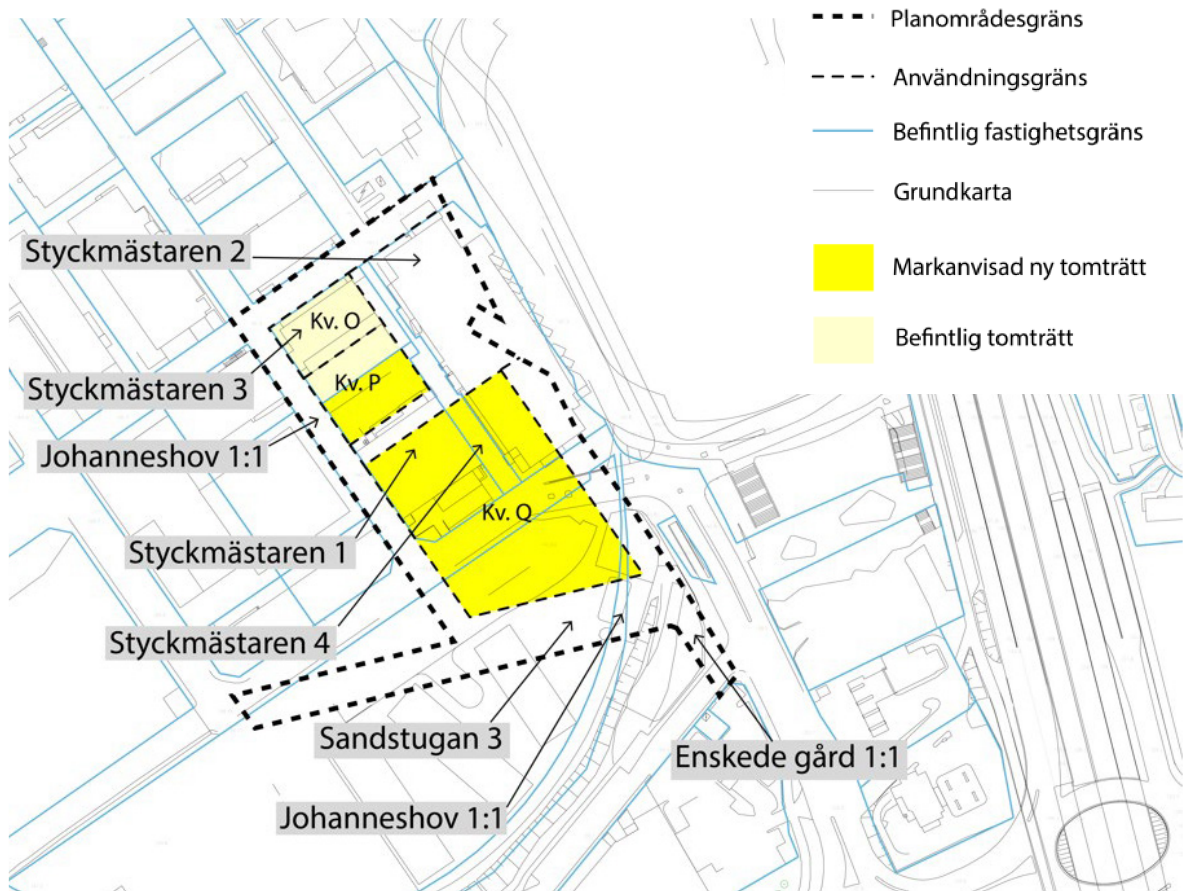 Planområdesgräns
Användningsgräns
Befintlig fastighetsgräns
Grundkarta
Markanvisad ny tomträtt
Befintlig tomträtt
Styckmästaren 2
Kv. O
Styckmästaren 3
Kv. P
Johanneshov 1:1
Kv. Q
Styckmästaren 1
Styckmästaren 4
Sandstugan 3
Enskede gård 1:1
Johanneshov 1:1